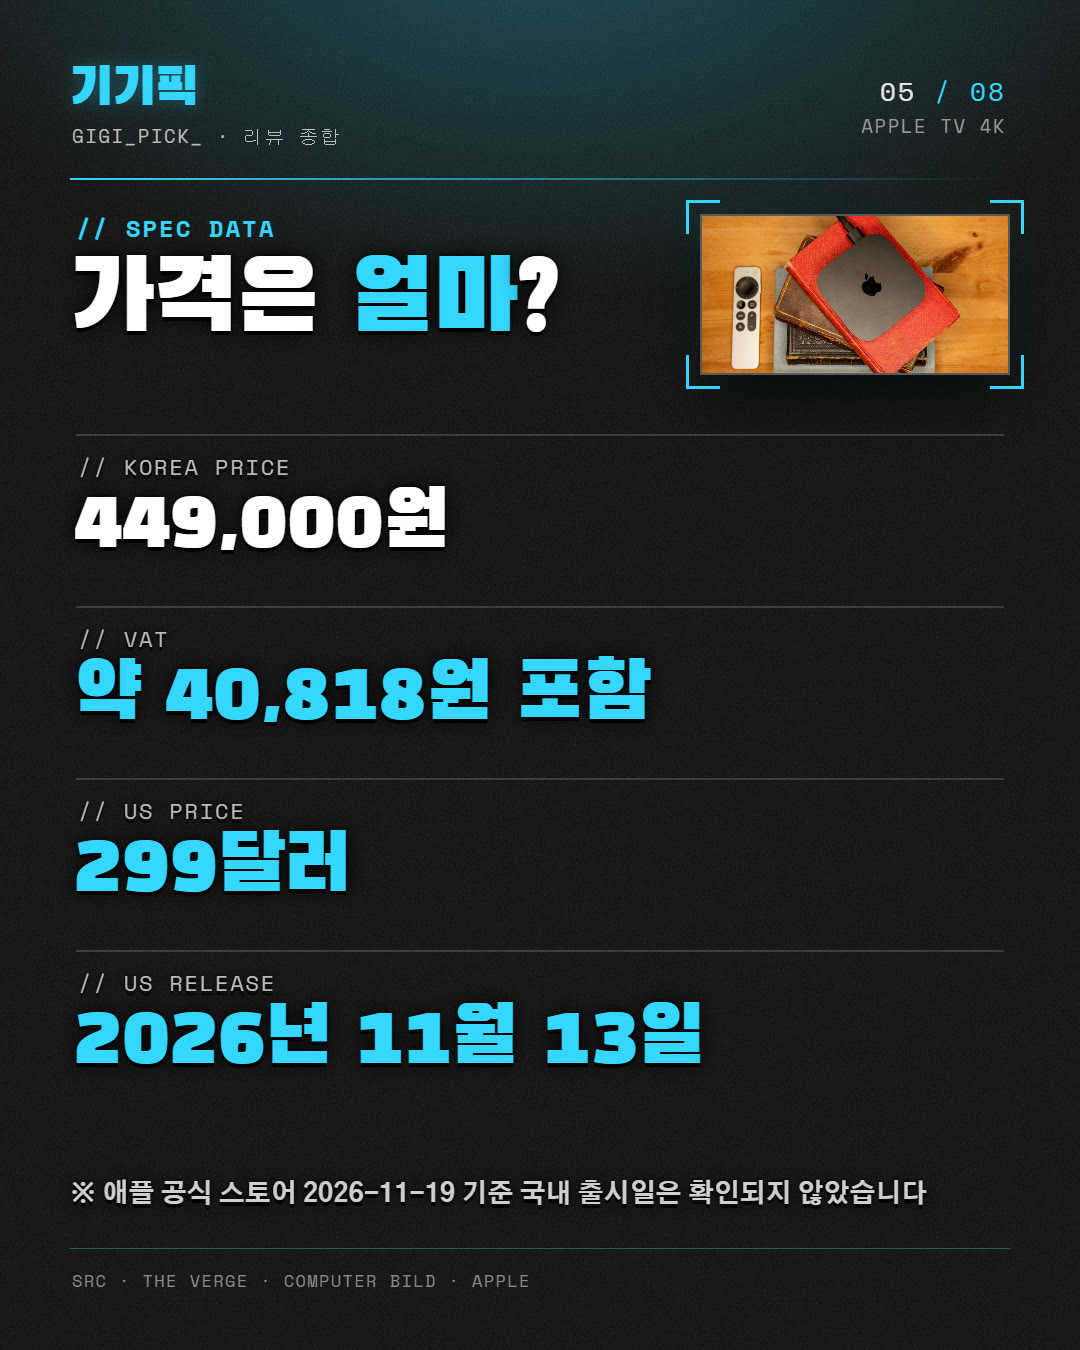 기기픽
GIGI_PICK_ · 리뷰 종합
05 / 08
APPLE TV 4K
// SPEC DATA
가격은 얼마?
// KOREA PRICE
449,000원
// VAT
약 40,818원 포함
// US PRICE
299달러
// US RELEASE
2026년 11월 13일
※ 애플 공식 스토어 2026-11-19 기준 국내 출시일은 확인되지 않았습니다
SRC · THE VERGE · COMPUTER BILD · APPLE